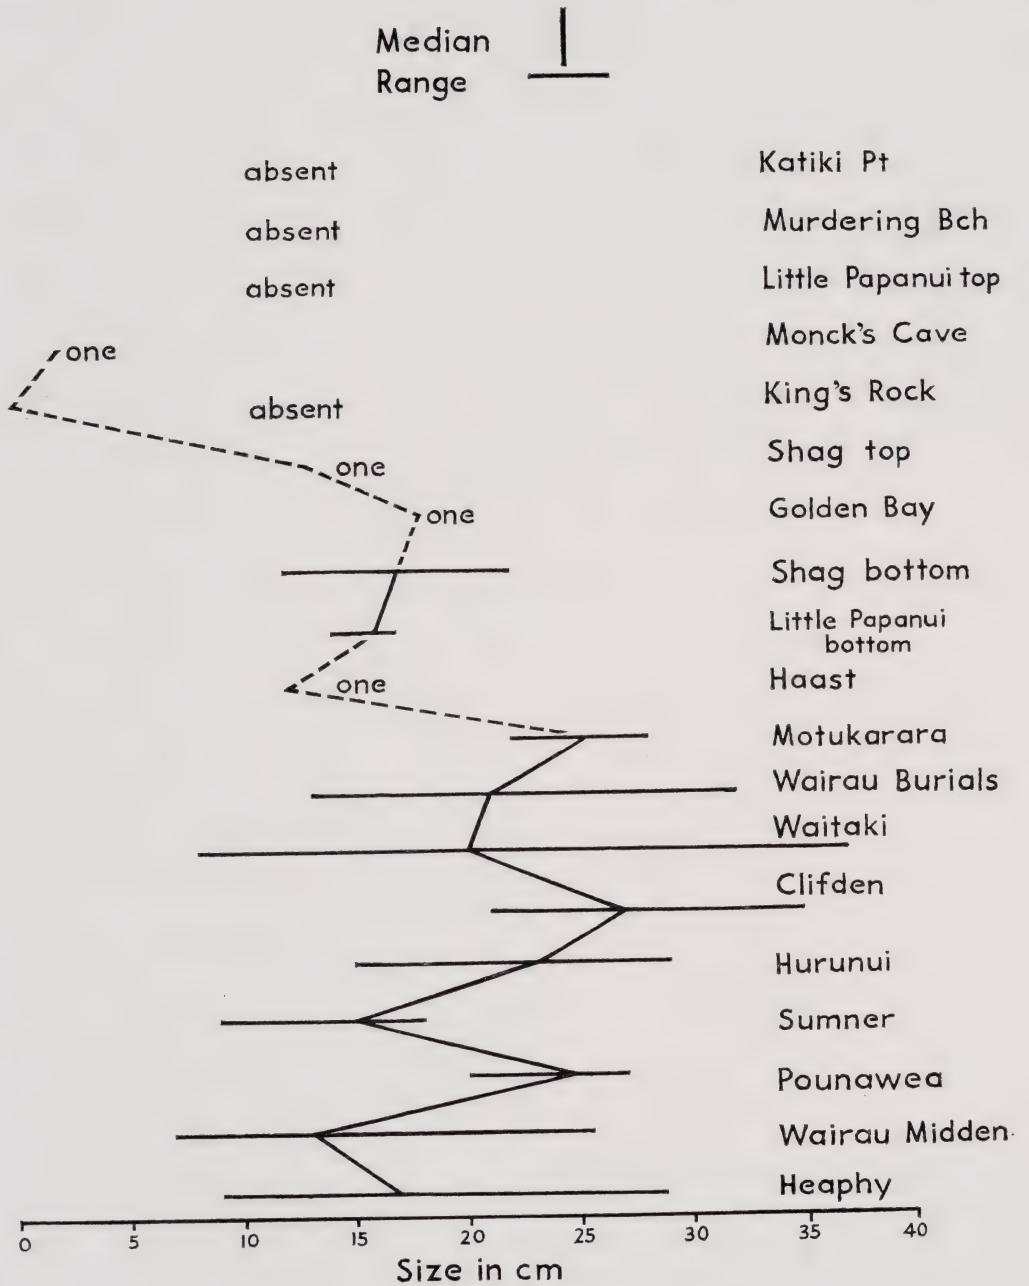 Median
Range
absent Katiki Pt
absent Murdering Bch
absent Little Papanui top
one Monck's Cave
absent King's Rock
one Shag top
one Golden Bay
Shag bottom
Little Papanui
bottom
one Haast
Motukarara
Wairau Burials
Waitaki
Clifden
Hurunui
Sumner
Pounawea
Wairau Midden
Heaphy
0 5 10 15 20 25 30 35 40
Size in cm